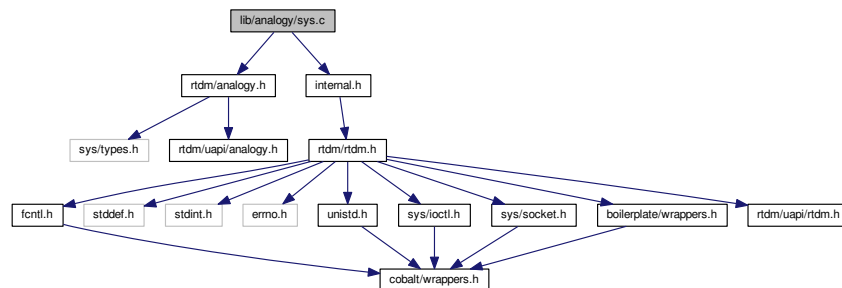 lib/analogy/sys.c
rtdm/analogy.h
internal.h
sys/types.h
rtdm/uapi/analogy.h
rtdm/rtdm.h
fcntl.h
stddef.h
stdint.h
errno.h
unistd.h
sys/ioctl.h
sys/socket.h
boilerplate/wrappers.h
rtdm/uapi/rtdm.h
cobalt/wrappers.h